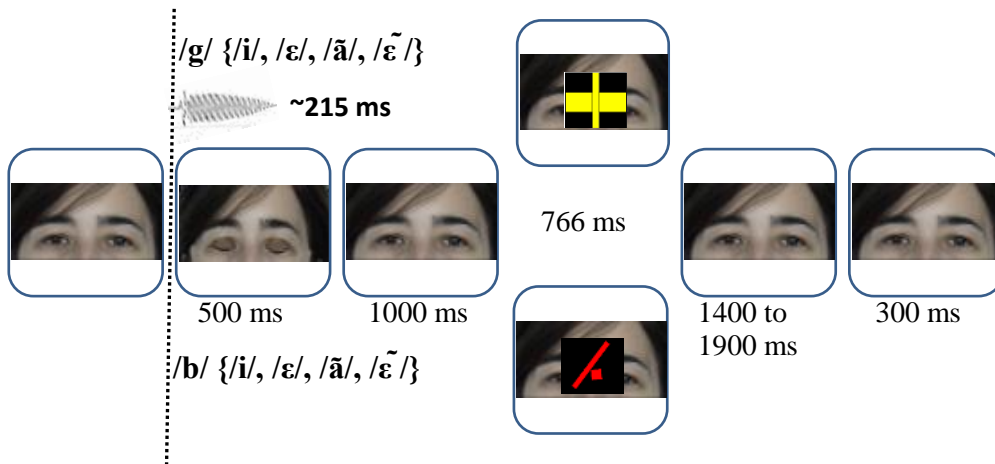 /g/ {/i/, /ε/, /ã/, /ε̃ /}
~215 ms
766 ms
500 ms
1000 ms
1400 to
1900 ms
300 ms
/b/ {/i/, /ε/, /ã/, /ε̃ /}